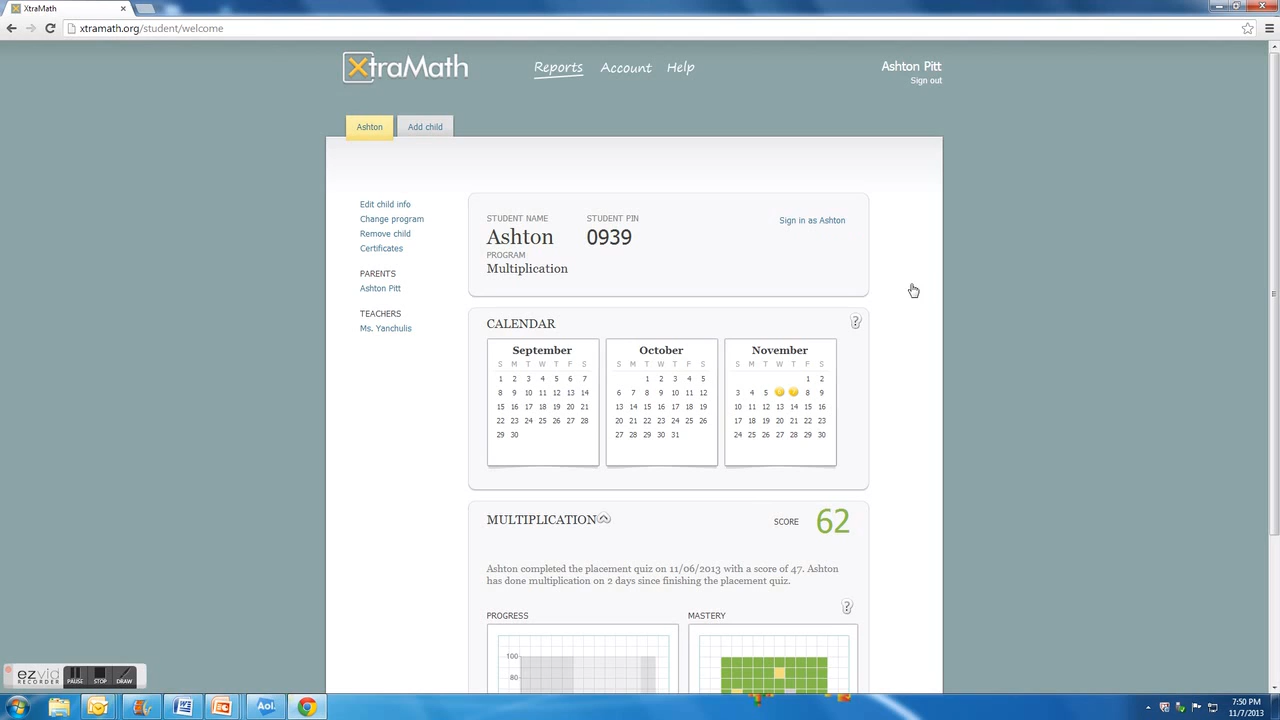 XtraMath
xtramath.org/student/welcome
XtraMath Reports Account Help Ashton Pitt
Sign out
Ashton Add child
Edit child info
Change program
Remove child
Certificates
PARENTS
Ashton Pitt
TEACHERS
Ms. Yanchulis
STUDENT NAME STUDENT PIN
Ashton 0939 Sign in as Ashton
PROGRAM
Multiplication
CALENDAR ?
September October November
S M T W T F S S M T W T F S S M T W T F S
1 2 3 4 5 6 7 1 2 3 4 5 1 2
8 9 10 11 12 13 14 6 7 8 9 10 11 12 3 4 5 6 7 8 9
15 16 17 18 19 20 21 13 14 15 16 17 18 19 10 11 12 13 14 15 16
22 23 24 25 26 27 28 20 21 22 23 24 25 26 17 18 19 20 21 22 23
29 30 27 28 29 30 31 24 25 26 27 28 29 30
MULTIPLICATION SCORE 62
Ashton completed the placement quiz on 11/06/2013 with a score of 47. Ashton
has done multiplication on 2 days since finishing the placement quiz.
?
PROGRESS MASTERY
100
80
ezvid
RECORDER
PAUSE STOP DRAW
Aol.
7:50 PM
11/7/2013